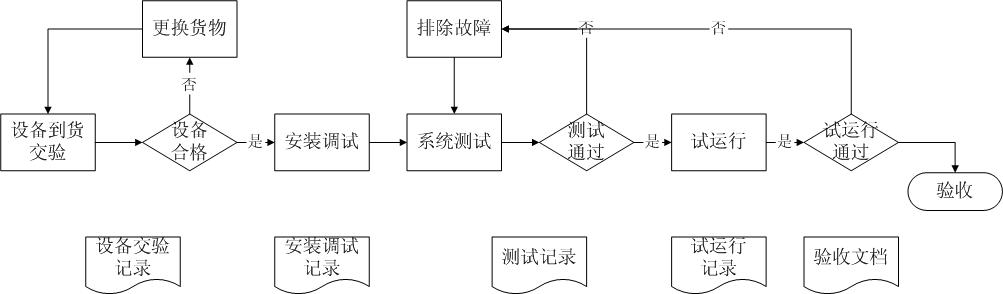 更换货物
排除故障
否
否
否
设备到货
交验
设备
合格
是
安装调试
系统测试
测试
通过
是
试运行
是
试运行
通过
验收
设备交验
记录
安装调试
记录
测试记录
试运行
记录
验收文档